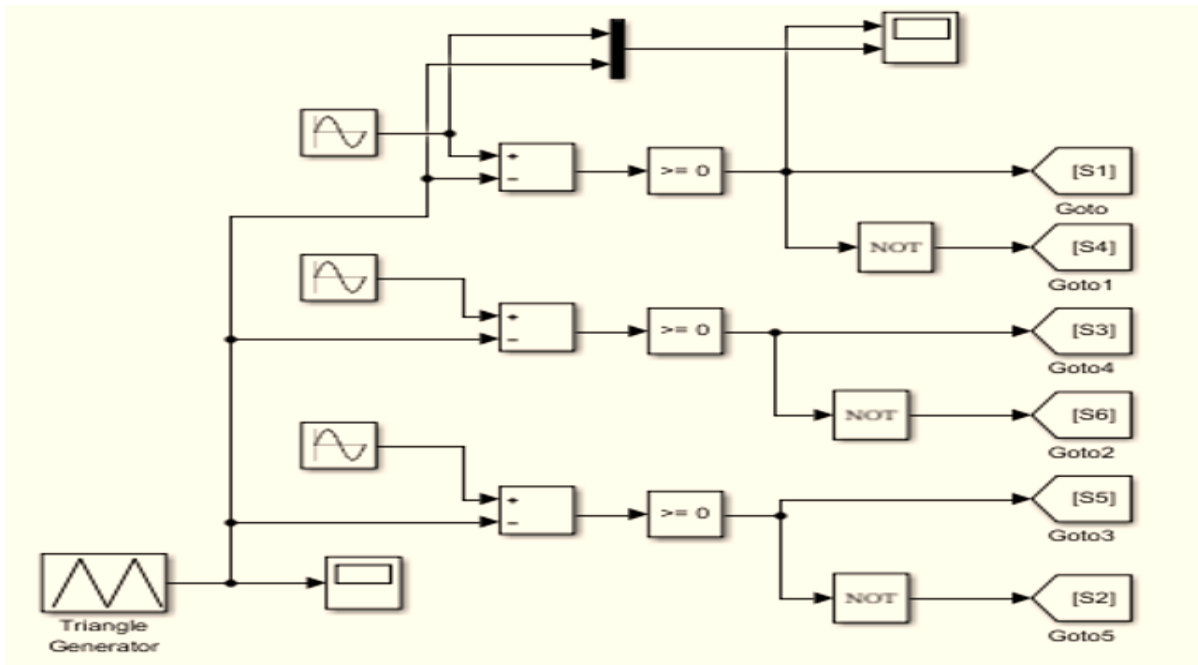 +
-
>= 0
[S1]
Goto
NOT
[S4]
Goto1
+
-
>= 0
[S3]
Goto4
NOT
[S6]
Goto2
+
-
>= 0
[S5]
Goto3
NOT
[S2]
Goto5
Triangle
Generator